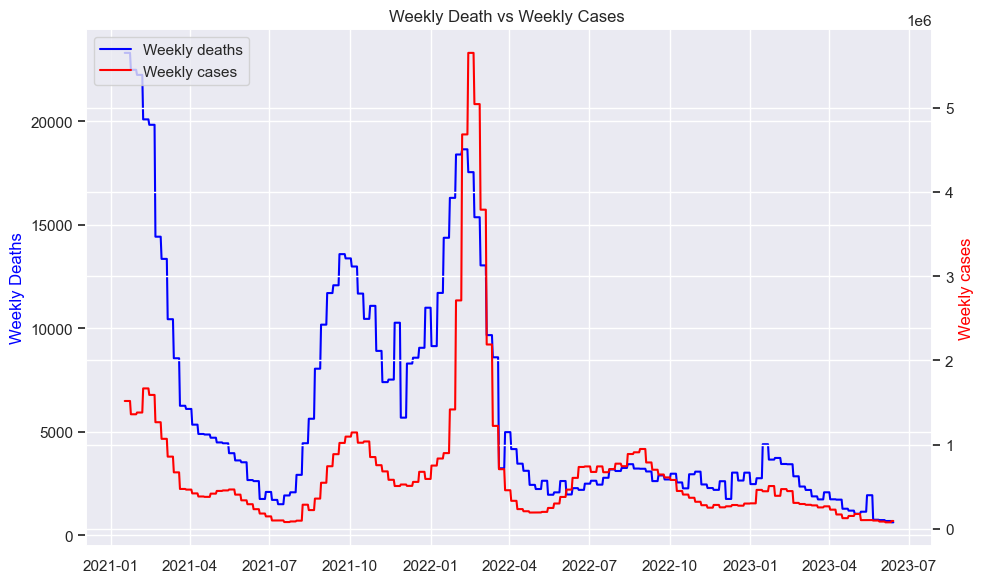 Weekly Death vs Weekly Cases
1e6
Weekly deaths
Weekly cases
Weekly Deaths
20000
15000
10000
5000
0
5
4
3
2
1
0
Weekly cases
2021-01 2021-04 2021-07 2021-10 2022-01 2022-04 2022-07 2022-10 2023-01 2023-04 2023-07